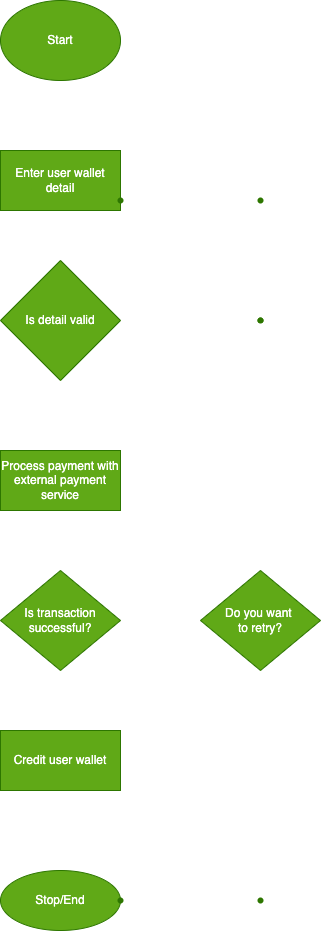 Start
Enter user wallet
detail
Is detail valid
Process payment with
external payment
service
Is transaction
successful?
Do you want
to retry?
Credit user wallet
Stop/End